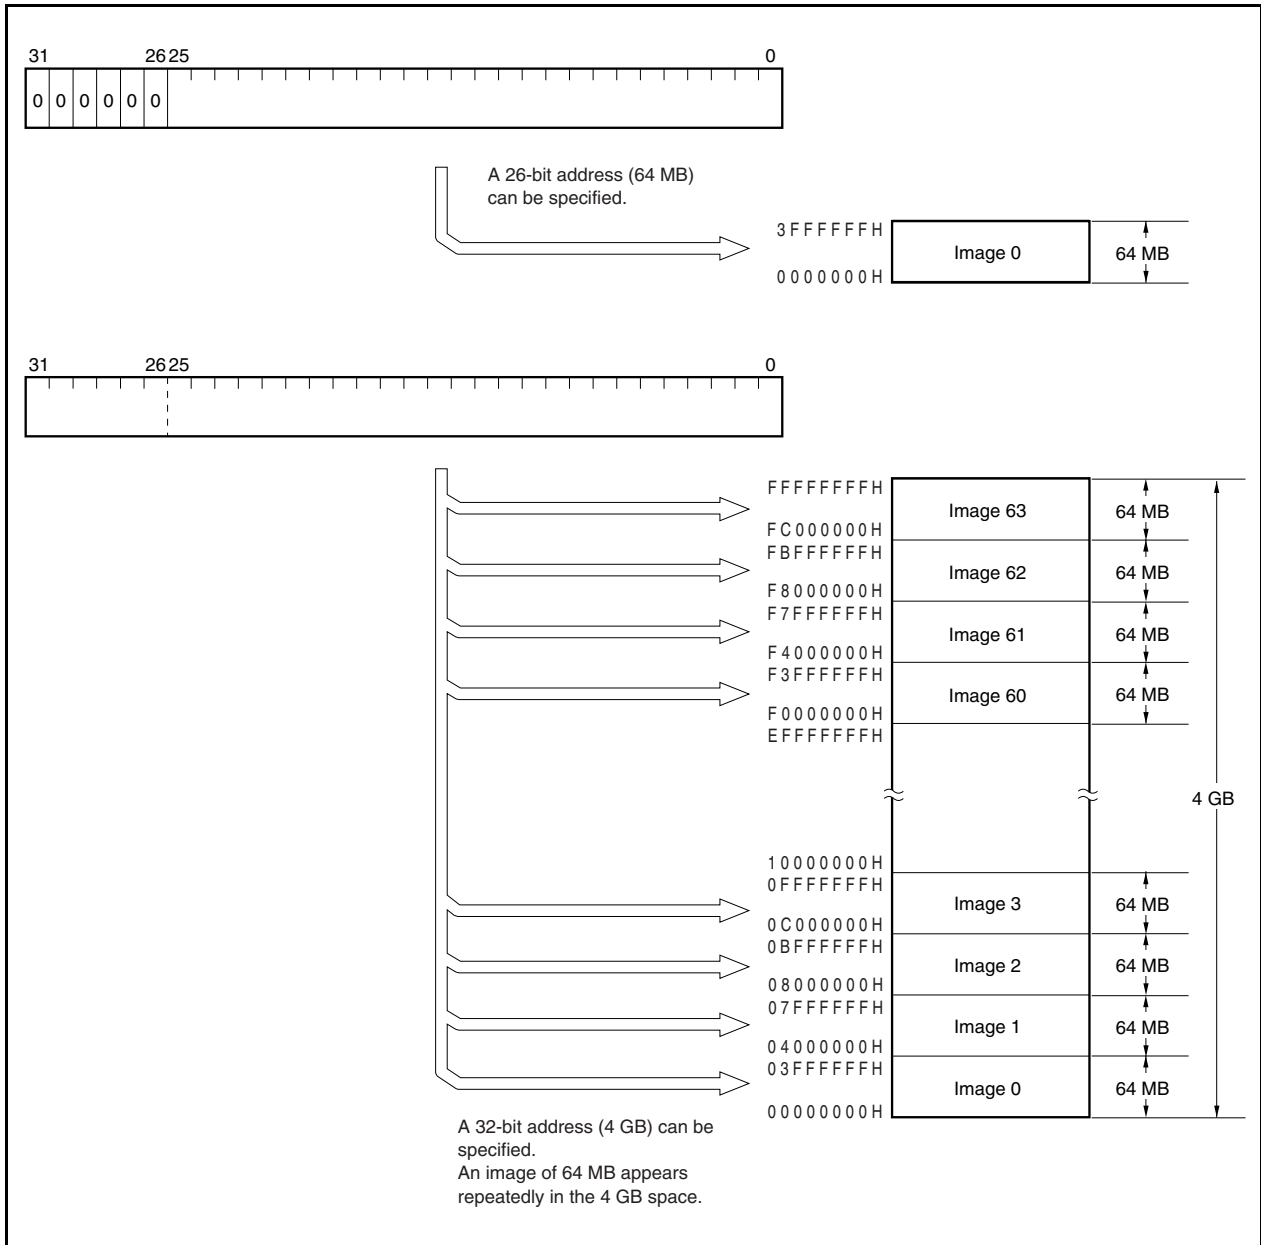 31 26 25 0
0 0 0 0 0 0
A 26-bit address (64 MB)
can be specified.
3FFFFFFH
Image 0
64 MB
0000000H
31 26 25 0
FFFFFFFFH
Image 63
64 MB
FC000000H
FBFFFFFFH
Image 62
64 MB
F8000000H
F7FFFFFFH
Image 61
64 MB
F4000000H
F3FFFFFFH
Image 60
64 MB
F0000000H
EFFFFFFFH
4 GB
10000000H
0FFFFFFFH
Image 3
64 MB
0C000000H
0BFFFFFFH
Image 2
64 MB
08000000H
07FFFFFFH
Image 1
64 MB
04000000H
03FFFFFFH
Image 0
64 MB
00000000H
A 32-bit address (4 GB) can be
specified.
An image of 64 MB appears
repeatedly in the 4 GB space.